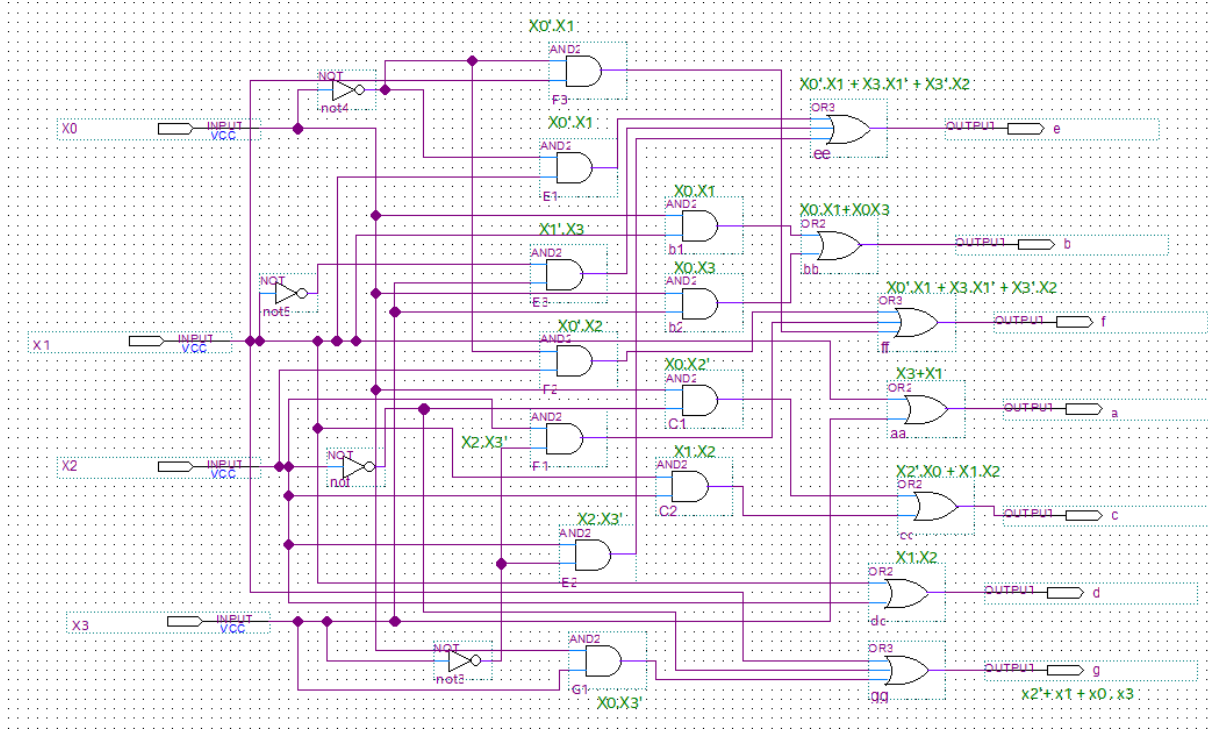 X0'.X1
AND2
F3
NOT
not4
X0'.X1 + X3.X1' + X3'.X2
OR3
ee
OUTPUT
e
X0
INPUT
VCC
X0'.X1
AND2
E1
X0.X1
AND2
b1
X0.X1+X0X3
OR2
bb
OUTPUT
b
X1'.X3
AND2
E3
NOT
not5
X0.X3
AND2
b2
X0'.X1 + X3.X1' + X3'.X2
OR3
ff
OUTPUT
f
X1
INPUT
VCC
X0'.X2
AND2
F2
X0.X2'
AND2
C1
X3+X1
OR2
aa
OUTPUT
a
X2.X3'
AND2
F1
X2
INPUT
VCC
NOT
not
X1.X2
AND2
C2
X2'.X0 + X1.X2
OR2
cc
OUTPUT
c
X2.X3'
AND2
E2
X1.X2
OR2
dc
OUTPUT
d
X3
INPUT
VCC
NOT
not3
AND2
G1
X0.X3'
OR3
gg
OUTPUT
g
x2'+ x1 + x0 . x3